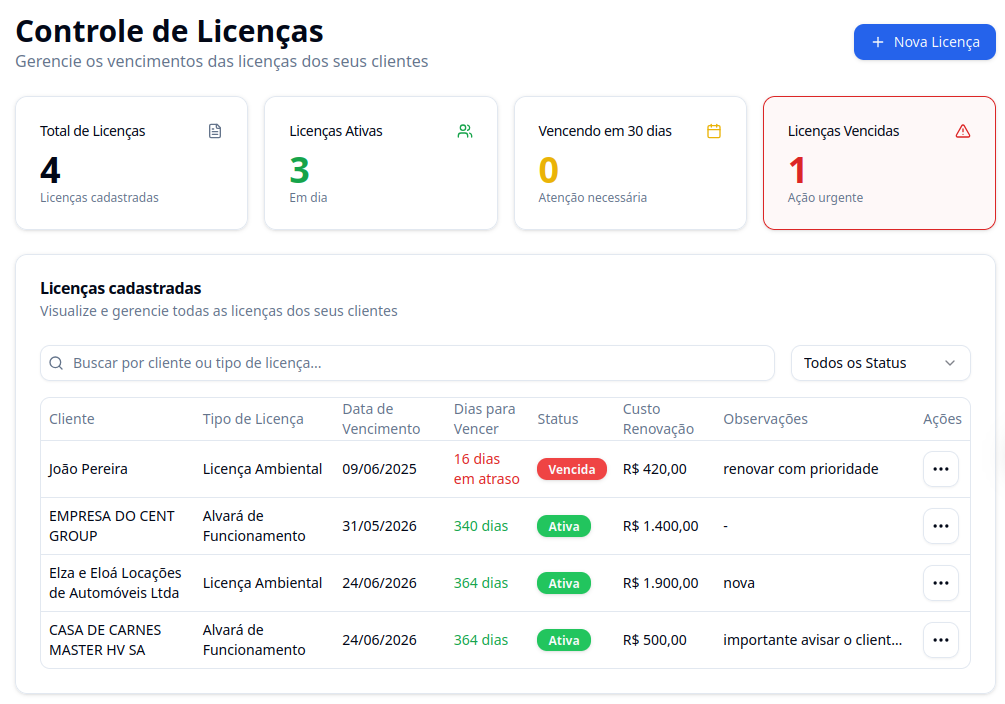 Controle de Licenças
Gerencie os vencimentos das licenças dos seus clientes
+ Nova Licença
Total de Licenças
4
Licenças cadastradas
Licenças Ativas
3
Em dia
Vencendo em 30 dias
0
Atenção necessária
Licenças Vencidas
1
Ação urgente
Licenças cadastradas
Visualize e gerencie todas as licenças dos seus clientes
Buscar por cliente ou tipo de licença...
Todos os Status
Cliente
Tipo de Licença
Data de
Vencimento
Dias para
Vencer
Status
Custo
Renovação
Observações
Ações
João Pereira
Licença Ambiental
09/06/2025
16 dias
em atraso
Vencida
R$ 420,00
renovar com prioridade
EMPRESA DO CENT
GROUP
Alvará de
Funcionamento
31/05/2026
340 dias
Ativa
R$ 1.400,00
-
Elza e Eloá Locações
de Automóveis Ltda
Licença Ambiental
24/06/2026
364 dias
Ativa
R$ 1.900,00
nova
CASA DE CARNES
MASTER HV SA
Alvará de
Funcionamento
24/06/2026
364 dias
Ativa
R$ 500,00
importante avisar o client...